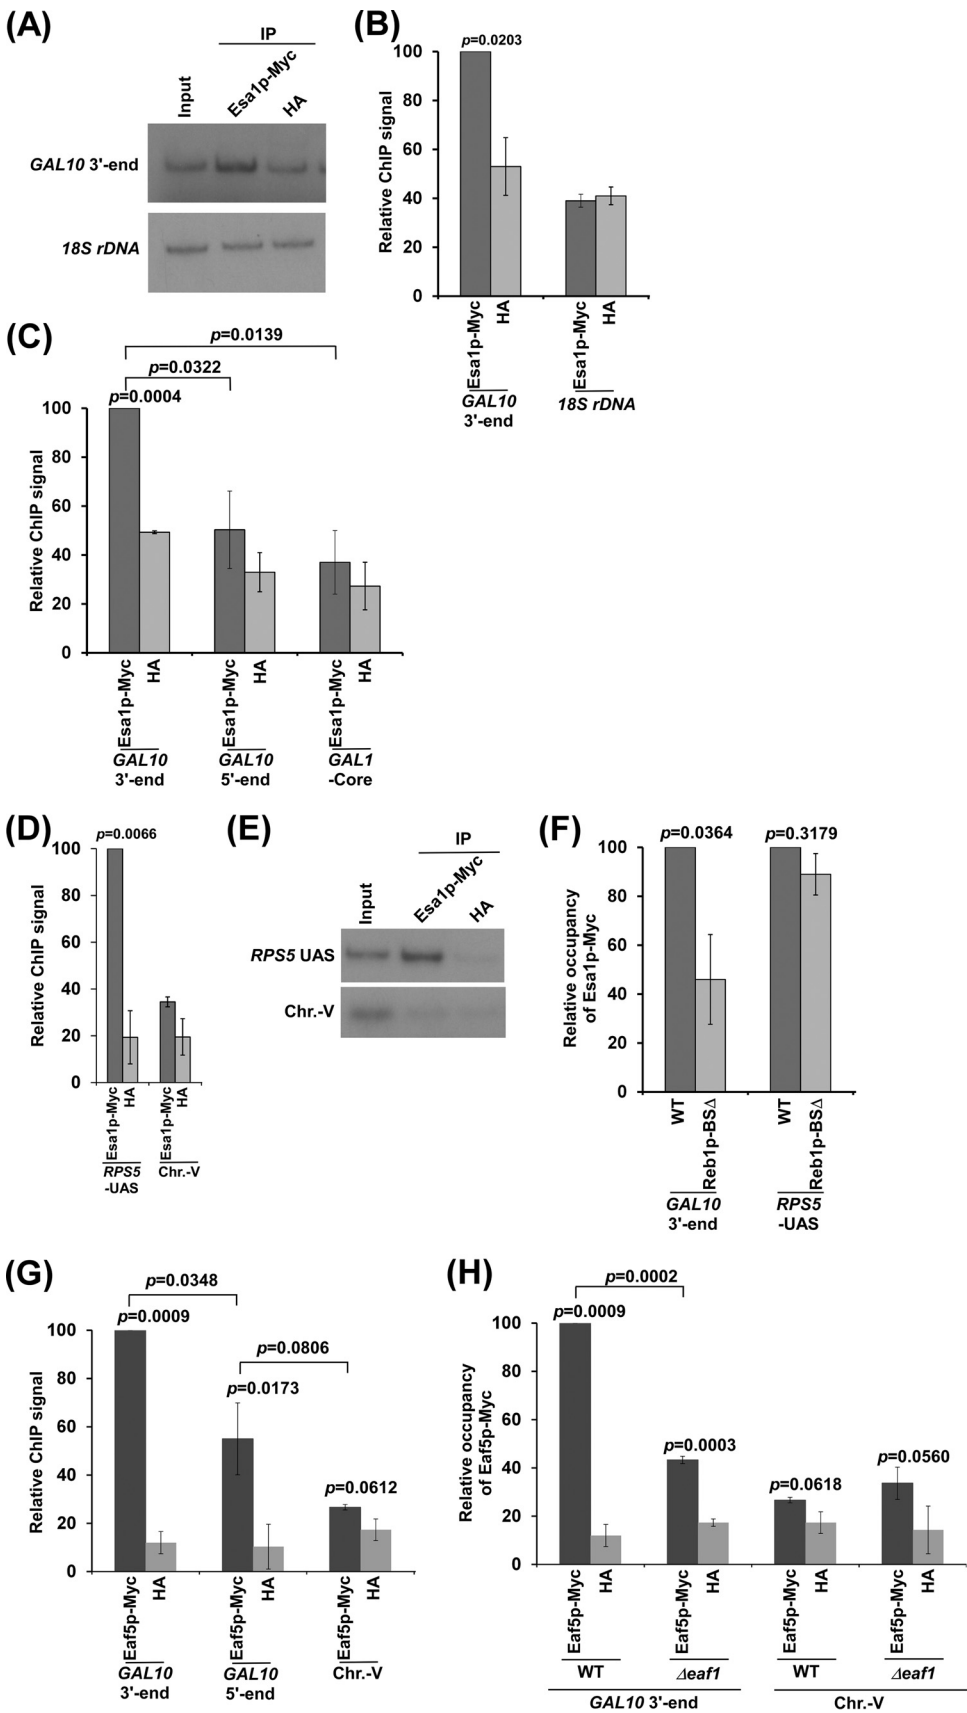 (A)
IP
Input
Esa1p-Myc
HA
GAL10 3'-end
18S rDNA
(B)
p=0.0203
Relative ChIP signal
100
80
60
40
20
0
Esa1p-Myc
HA
Esa1p-Myc
HA
GAL10
3'-end
18S rDNA
(C)
p=0.0139
p=0.0322
p=0.0004
Relative ChIP signal
100
80
60
40
20
0
Esa1p-Myc
HA
Esa1p-Myc
HA
Esa1p-Myc
HA
GAL10
3'-end
GAL10
5'-end
GAL1
-Core
(D)
p=0.0066
Relative ChIP signal
100
80
60
40
20
0
Esa1p-Myc
HA
Esa1p-Myc
HA
RPS5
-UAS
Chr.-V
(E)
IP
Input
Esa1p-Myc
HA
RPS5 UAS
Chr.-V
(F)
p=0.0364
p=0.3179
Relative occupancy
of Esa1p-Myc
100
80
60
40
20
0
WT
Reb1p-BSΔ
WT
Reb1p-BSΔ
GAL10
3'-end
RPS5
-UAS
(G)
p=0.0348
p=0.0009
p=0.0806
p=0.0173
p=0.0612
Relative ChIP signal
100
80
60
40
20
0
Eaf5p-Myc
HA
Eaf5p-Myc
HA
Eaf5p-Myc
HA
GAL10
3'-end
GAL10
5'-end
Chr.-V
(H)
p=0.0002
p=0.0009
p=0.0003
p=0.0618
p=0.0560
Relative occupancy
of Eaf5p-Myc
100
80
60
40
20
0
Eaf5p-Myc
HA
Eaf5p-Myc
HA
Eaf5p-Myc
HA
Eaf5p-Myc
HA
WT
Δeaf1
WT
Δeaf1
GAL10 3'-end
Chr.-V